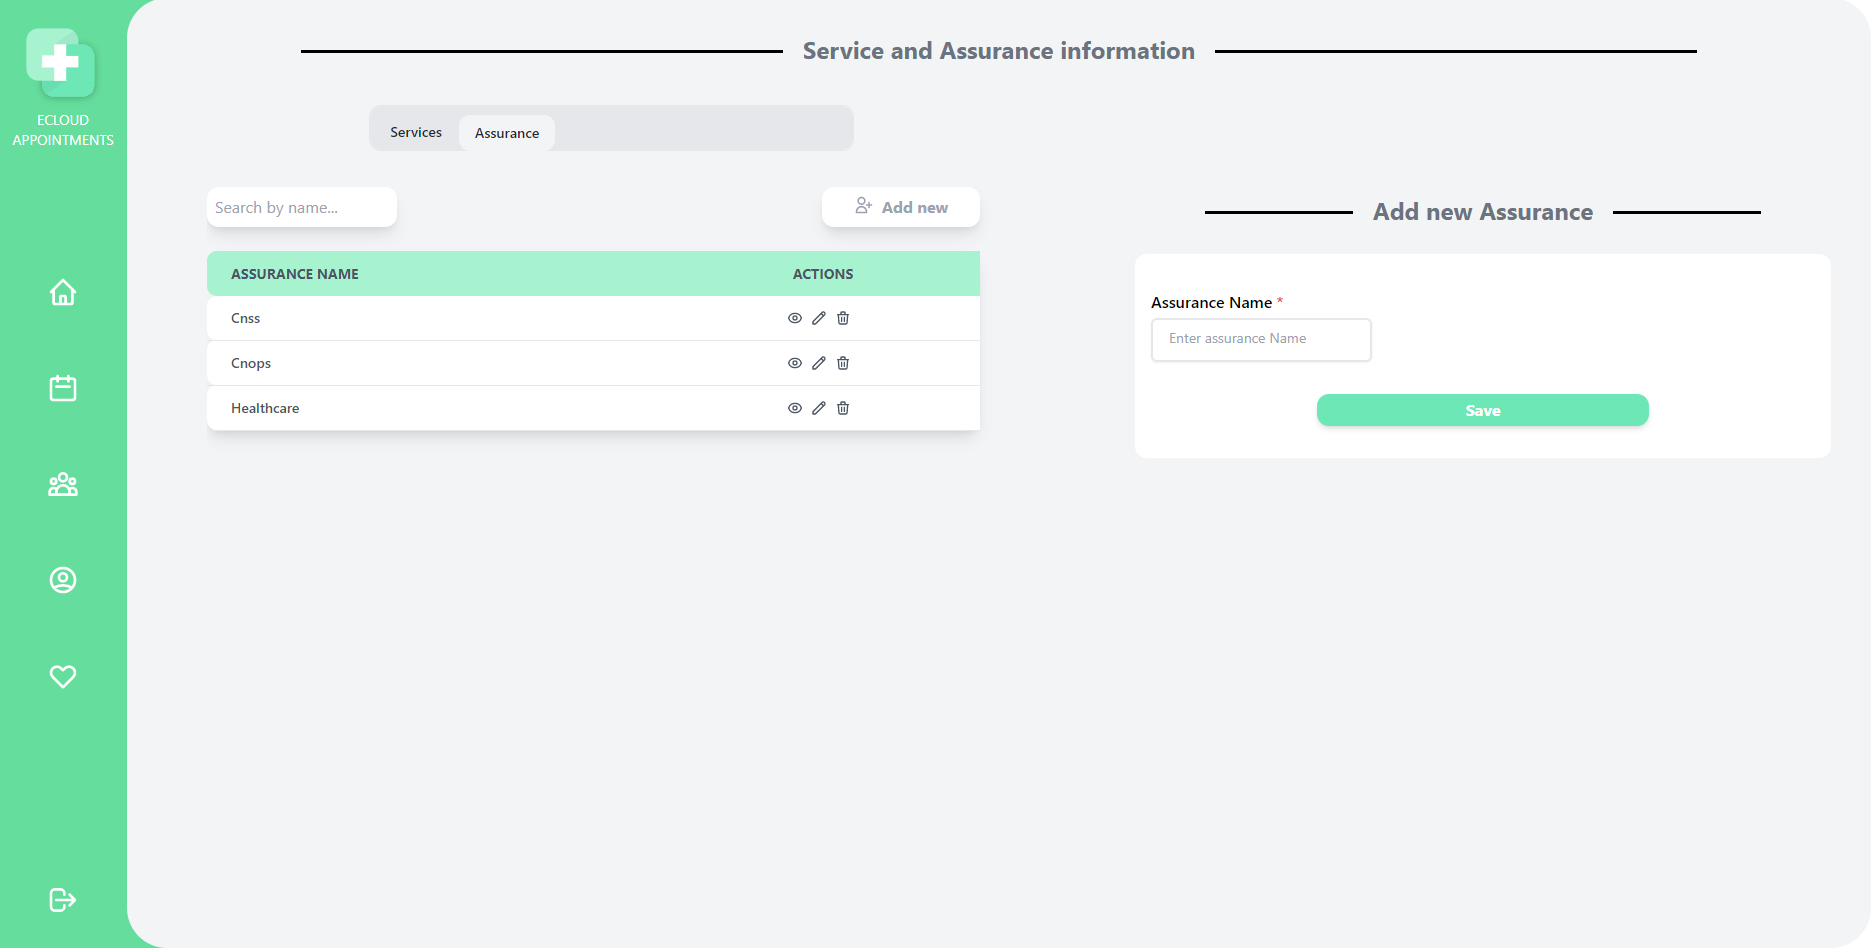 ECLOUD
APPOINTMENTS
Service and Assurance information
Services
Assurance
Search by name...
Add new
ASSURANCE NAME
ACTIONS
Cnss
Cnops
Healthcare
Add new Assurance
Assurance Name *
Enter assurance Name
Save